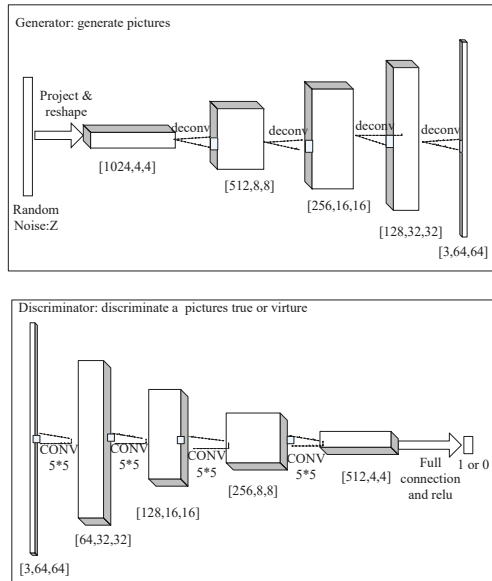 Generator: generate pictures
Project &
reshape
deconv
deconv
deconv
deconv
[1024,4,4]
[512,8,8]
[256,16,16]
[128,32,32]
[3,64,64]
Random
Noise:Z
Discriminator: discriminate a pictures true or virture
CONV
5*5
CONV
5*5
CONV
5*5
CONV
5*5
Full
connection
and relu
1 or 0
[512,4,4]
[256,8,8]
[128,16,16]
[64,32,32]
[3,64,64]